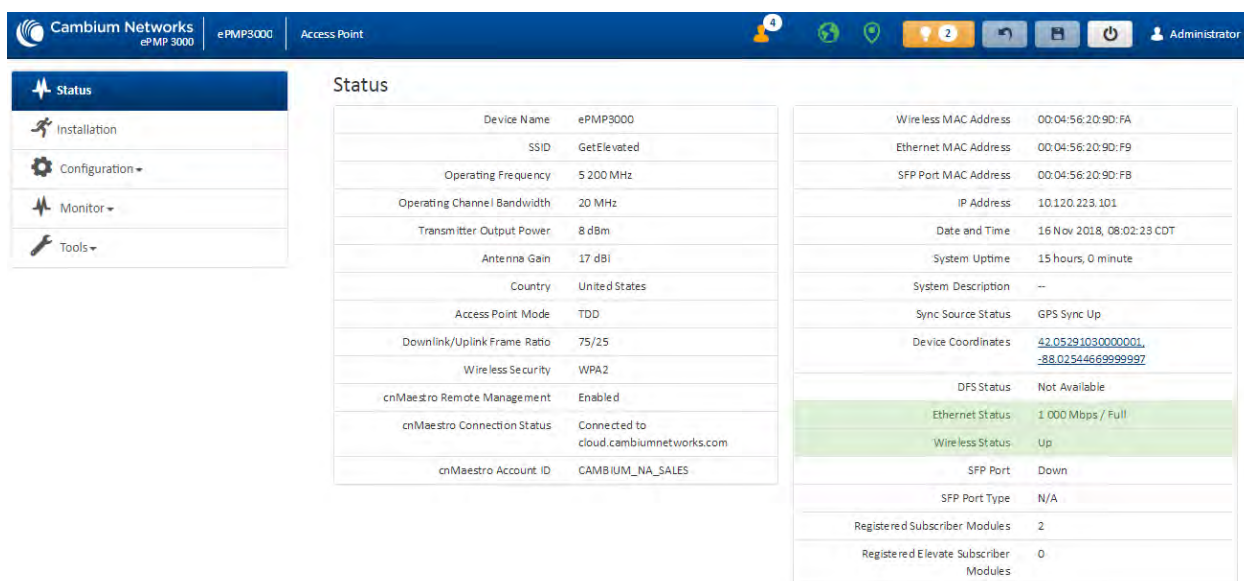 Cambium Networks
ePMP 3000
ePMP3000
Access Point
4
2
Administrator
Status
Installation
Configuration
Monitor
Tools
Status
Device Name ePMP3000
SSID GetElevated
Operating Frequency 5 200 MHz
Operating Channel Bandwidth 20 MHz
Transmitter Output Power 8 dBm
Antenna Gain 17 dBi
Country United States
Access Point Mode TDD
Downlink/Uplink Frame Ratio 75/25
Wireless Security WPA2
cnMaestro Remote Management Enabled
cnMaestro Connection Status Connected to
cloud.cambiumnetworks.com
cnMaestro Account ID CAMBIUM_NA_SALES
Wireless MAC Address 00:04:56:20:9D:FA
Ethernet MAC Address 00:04:56:20:9D:F9
SFP Port MAC Address 00:04:56:20:9D:FB
IP Address 10.120.223.101
Date and Time 16 Nov 2018, 08:02:23 CDT
System Uptime 15 hours, 0 minute
System Description --
Sync Source Status GPS Sync Up
Device Coordinates 42.05291030000001,
-88.02544669999997
DFS Status Not Available
Ethernet Status 1 000 Mbps / Full
Wireless Status Up
SFP Port Down
SFP Port Type N/A
Registered Subscriber Modules 2
Registered Elevate Subscriber 0
Modules